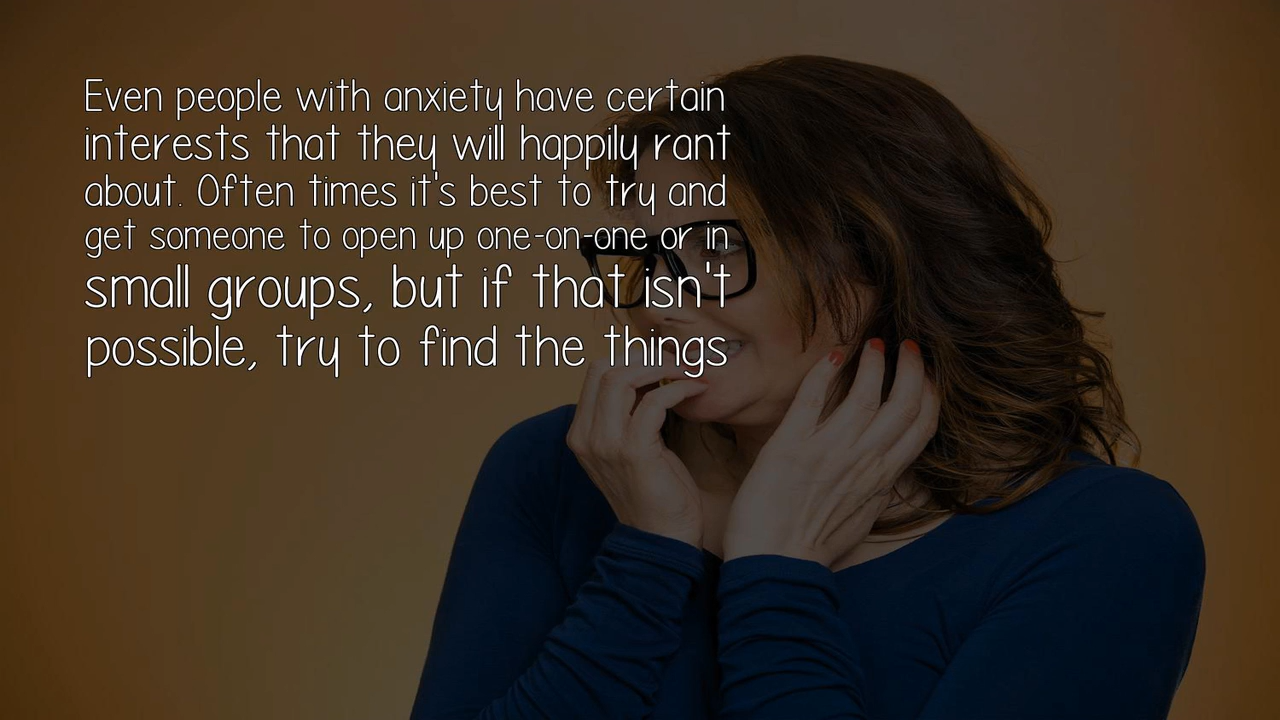 Even people with anxiety have certain
interests that they will happily rant
about. Often times it's best to try and
get someone to open up one-on-one or in
small groups, but if that isn't
possible, try to find the things